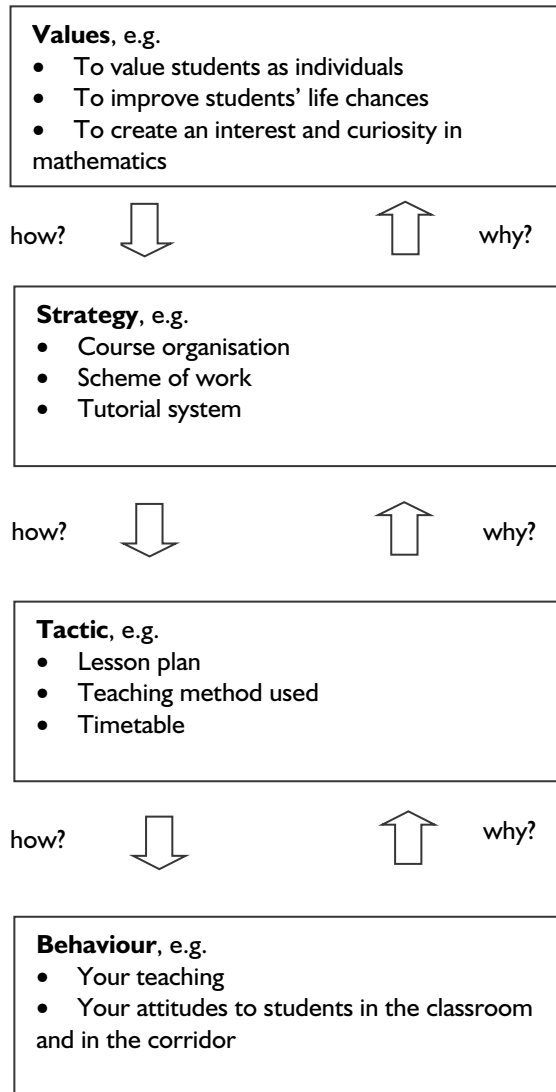 Values, e.g.
• To value students as individuals
• To improve students’ life chances
• To create an interest and curiosity in
mathematics
how? why?
Strategy, e.g.
• Course organisation
• Scheme of work
• Tutorial system
how? why?
Tactic, e.g.
• Lesson plan
• Teaching method used
• Timetable
how? why?
Behaviour, e.g.
• Your teaching
• Your attitudes to students in the classroom
and in the corridor